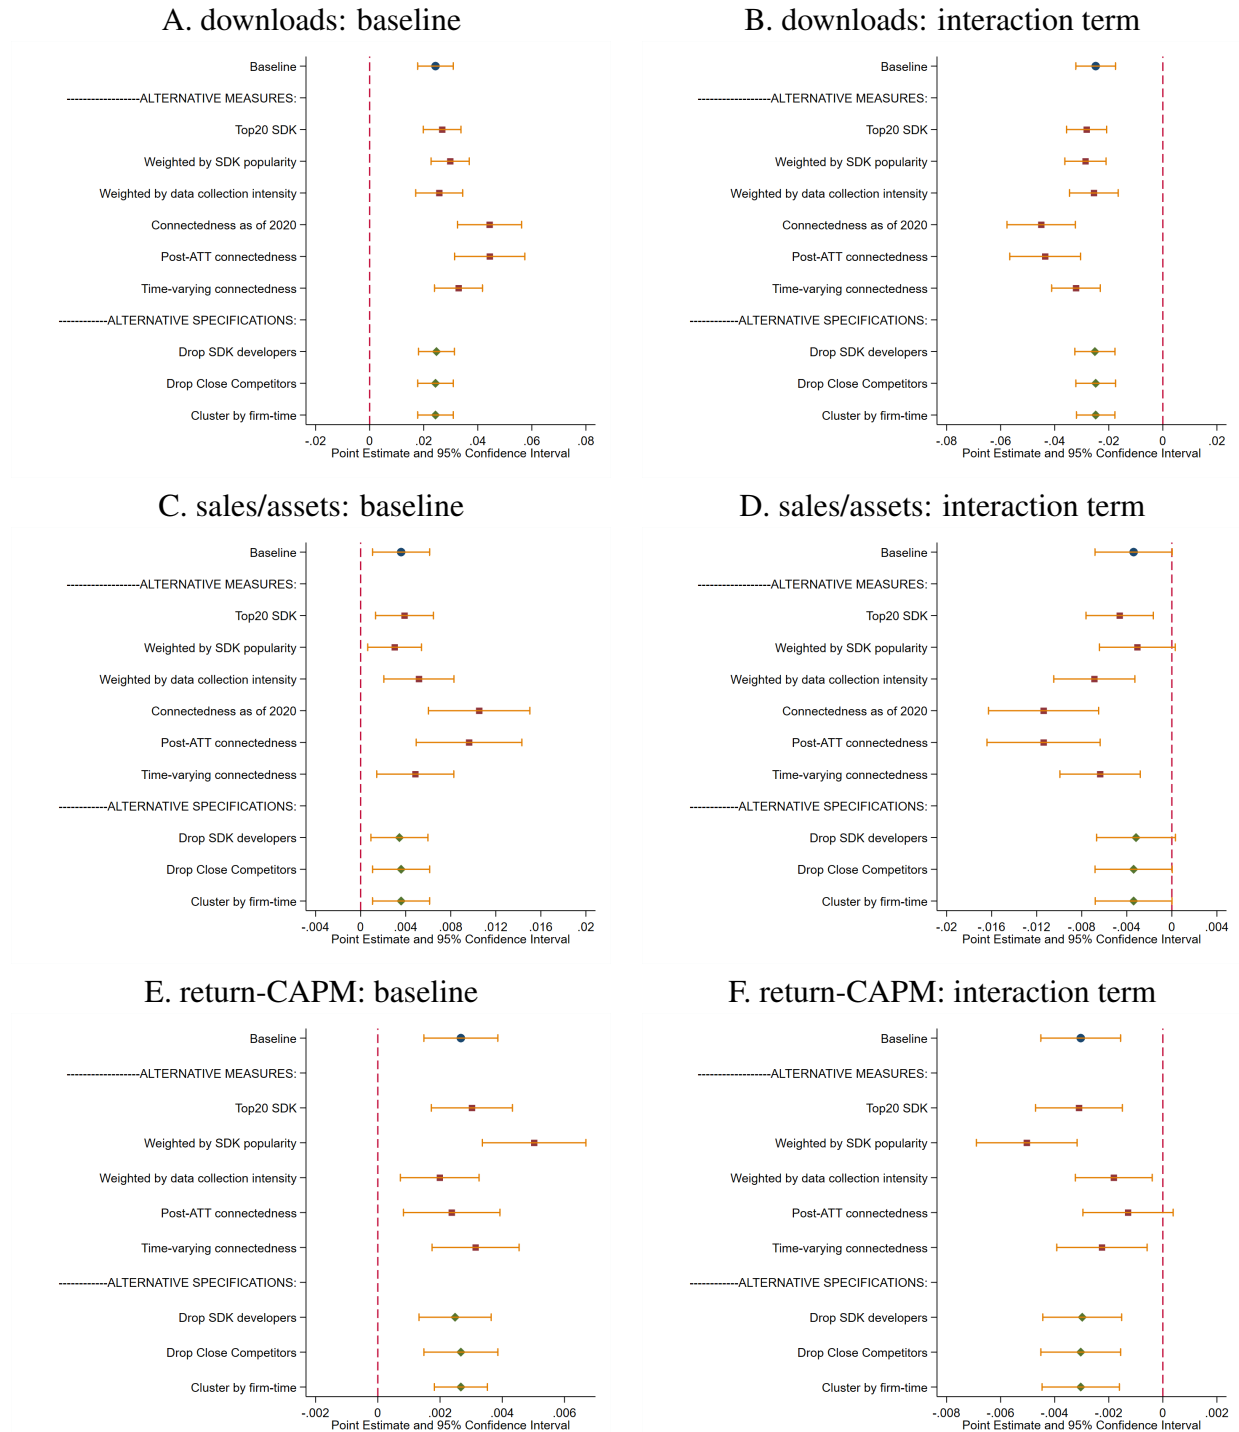 A. downloads: baseline
Baseline
------------------ALTERNATIVE MEASURES:
Top20 SDK
Weighted by SDK popularity
Weighted by data collection intensity
Connectedness as of 2020
Post-ATT connectedness
Time-varying connectedness
------------ALTERNATIVE SPECIFICATIONS:
Drop SDK developers
Drop Close Competitors
Cluster by firm-time
-.02 0 .02 .04 .06 .08
Point Estimate and 95% Confidence Interval
B. downloads: interaction term
Baseline
------------------ALTERNATIVE MEASURES:
Top20 SDK
Weighted by SDK popularity
Weighted by data collection intensity
Connectedness as of 2020
Post-ATT connectedness
Time-varying connectedness
------------ALTERNATIVE SPECIFICATIONS:
Drop SDK developers
Drop Close Competitors
Cluster by firm-time
-.08 -.06 -.04 -.02 0 .02
Point Estimate and 95% Confidence Interval
C. sales/assets: baseline
Baseline
------------------ALTERNATIVE MEASURES:
Top20 SDK
Weighted by SDK popularity
Weighted by data collection intensity
Connectedness as of 2020
Post-ATT connectedness
Time-varying connectedness
------------ALTERNATIVE SPECIFICATIONS:
Drop SDK developers
Drop Close Competitors
Cluster by firm-time
-.004 0 .004 .008 .012 .016 .02
Point Estimate and 95% Confidence Interval
D. sales/assets: interaction term
Baseline
------------------ALTERNATIVE MEASURES:
Top20 SDK
Weighted by SDK popularity
Weighted by data collection intensity
Connectedness as of 2020
Post-ATT connectedness
Time-varying connectedness
------------ALTERNATIVE SPECIFICATIONS:
Drop SDK developers
Drop Close Competitors
Cluster by firm-time
-.02 -.016 -.012 -.008 -.004 0 .004
Point Estimate and 95% Confidence Interval
E. return-CAPM: baseline
Baseline
------------------ALTERNATIVE MEASURES:
Top20 SDK
Weighted by SDK popularity
Weighted by data collection intensity
Post-ATT connectedness
Time-varying connectedness
------------ALTERNATIVE SPECIFICATIONS:
Drop SDK developers
Drop Close Competitors
Cluster by firm-time
-.002 0 .002 .004 .006
Point Estimate and 95% Confidence Interval
F. return-CAPM: interaction term
Baseline
------------------ALTERNATIVE MEASURES:
Top20 SDK
Weighted by SDK popularity
Weighted by data collection intensity
Post-ATT connectedness
Time-varying connectedness
------------ALTERNATIVE SPECIFICATIONS:
Drop SDK developers
Drop Close Competitors
Cluster by firm-time
-.008 -.006 -.004 -.002 0 .002
Point Estimate and 95% Confidence Interval